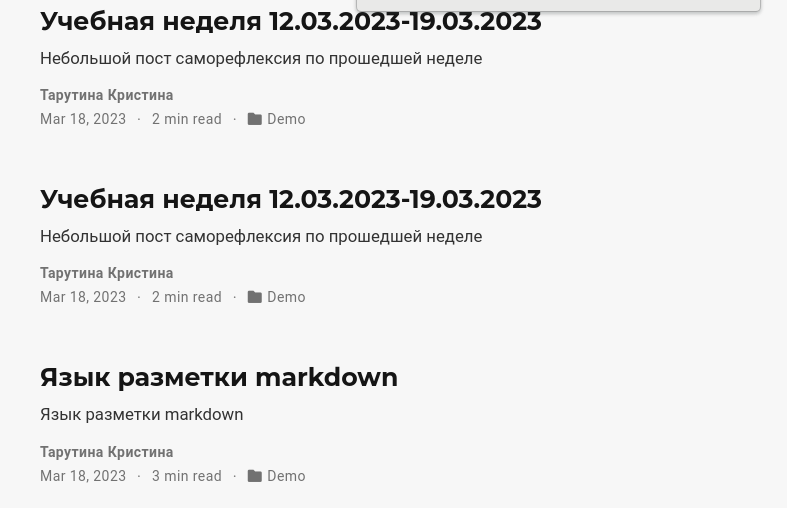 Учебная неделя 12.03.2023-19.03.2023
Небольшой пост саморефлексия по прошедшей неделе
Тарутина Кристина
Mar 18, 2023 · 2 min read · Demo
Учебная неделя 12.03.2023-19.03.2023
Небольшой пост саморефлексия по прошедшей неделе
Тарутина Кристина
Mar 18, 2023 · 2 min read · Demo
Язык разметки markdown
Язык разметки markdown
Тарутина Кристина
Mar 18, 2023 · 3 min read · Demo